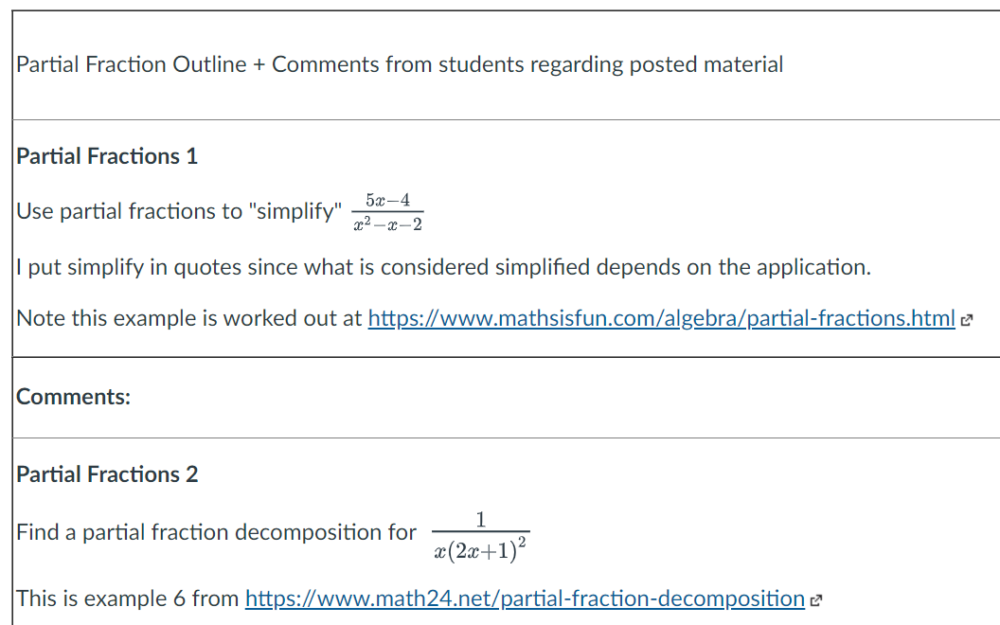 Partial Fraction Outline + Comments from students regarding posted material
Partial Fractions 1
Use partial fractions to "simplify" \frac{5x-4}{x^2-x-2}
I put simplify in quotes since what is considered simplified depends on the application.
Note this example is worked out at https://www.mathsisfun.com/algebra/partial-fractions.html
Comments:
Partial Fractions 2
Find a partial fraction decomposition for \frac{1}{x(2x+1)^2}
This is example 6 from https://www.math24.net/partial-fraction-decomposition